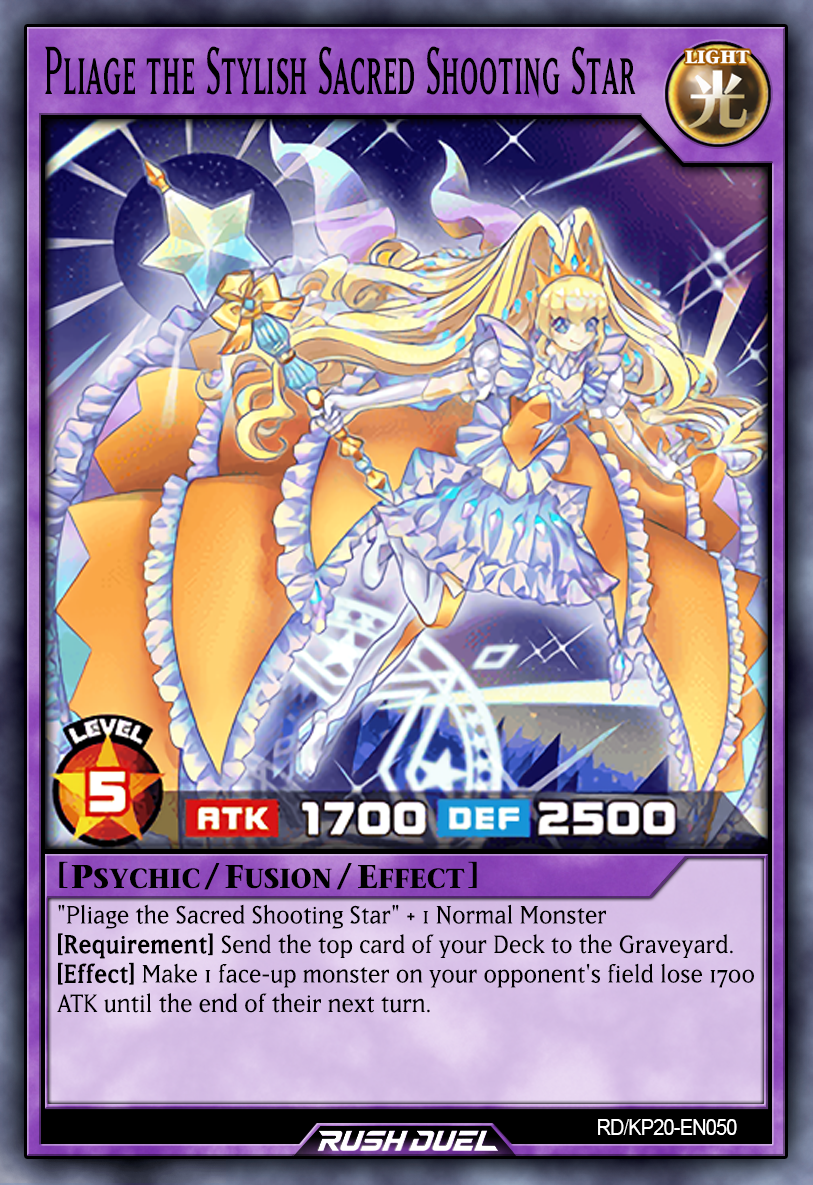 Pliage the Stylish Sacred Shooting Star
LIGHT
光
LEVEL
5
ATK 1700 DEF 2500
[Psychic / Fusion / Effect]
"Pliage the Sacred Shooting Star" + 1 Normal Monster
[Requirement] Send the top card of your Deck to the Graveyard.
[Effect] Make 1 face-up monster on your opponent's field lose 1700
ATK until the end of their next turn.
RD/KP20-EN050
RUSH DUEL